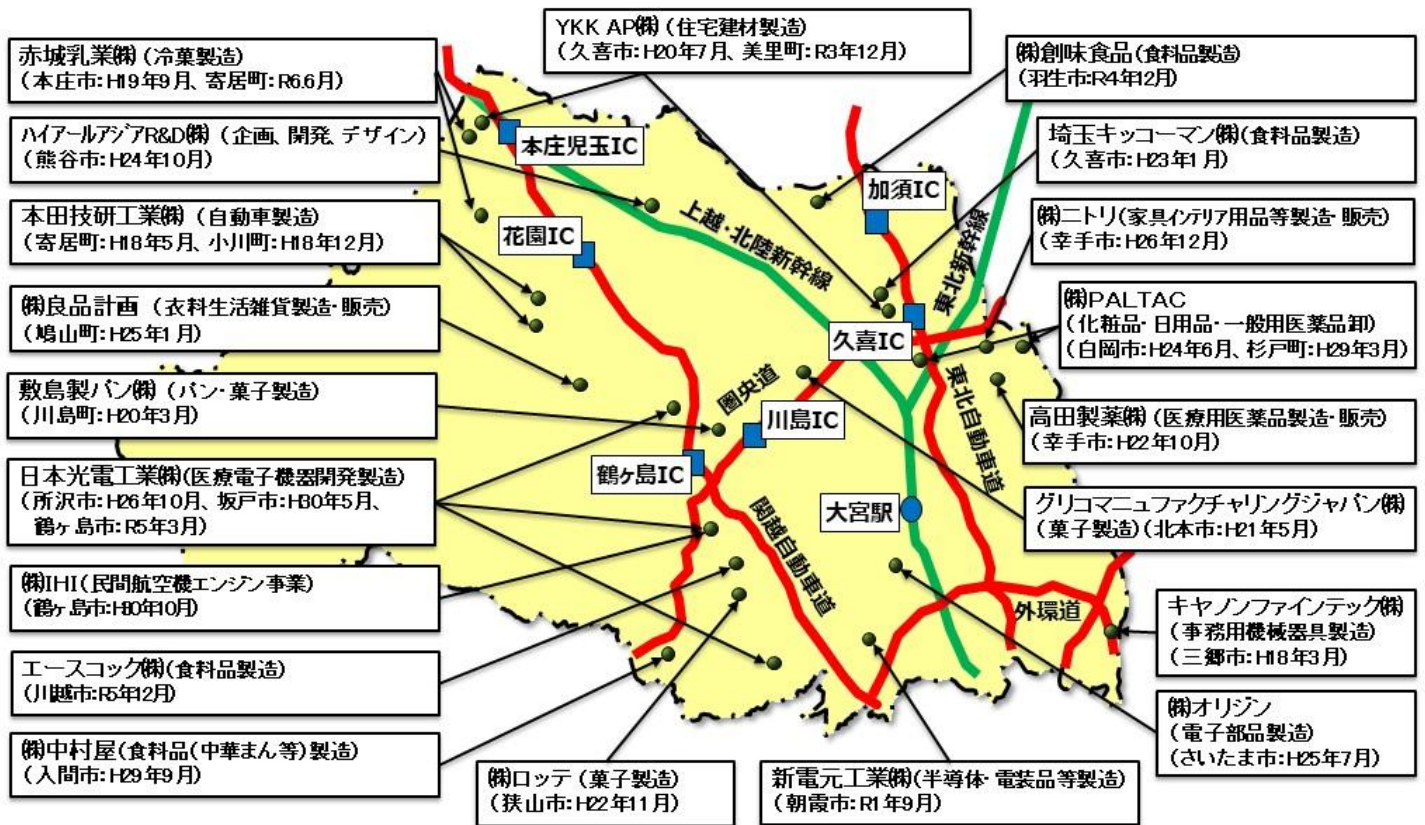 赤城乳業㈱ (冷菓製造)
(本庄市:H19年9月、寄居町:R6.6月)
ハイアールアジアR&D㈱ (企画、開発、デザイン)
(熊谷市:H24年10月)
本田技研工業㈱ (自動車製造)
(寄居町:H18年5月、小川町:H18年12月)
㈱良品計画 (衣料生活雑貨製造・販売)
(鳩山町:H25年1月)
敷島製パン㈱ (パン・菓子製造)
(川島町:H20年3月)
日本光電工業㈱(医療電子機器開発製造)
(所沢市:H26年10月、坂戸市:H30年5月、
鶴ヶ島市:R5年3月)
㈱IHI(民間航空機エンジン事業)
(鶴ヶ島市:H30年10月)
エースコック㈱(食料品製造)
(川越市:R5年12月)
㈱中村屋(食料品(中華まん等)製造)
(入間市:H29年9月)
YKK AP㈱ (住宅建材製造)
(久喜市:H20年7月、美里町:R3年12月)
㈱創味食品(食料品製造)
(羽生市:R4年12月)
埼玉キッコーマン㈱(食料品製造)
(久喜市:H23年1月)
㈱ニトリ(家具インテリア用品等製造・販売)
(幸手市:H26年12月)
㈱PALTAC
(化粧品・日用品・一般用医薬品卸)
(白岡市:H24年6月、杉戸町:H29年3月)
高田製薬㈱(医療用医薬品製造・販売)
(幸手市:H22年10月)
グリコマニュファクチャリングジャパン㈱
(菓子製造)(北本市:H21年5月)
キヤノンファインテック㈱
(事務用機械器具製造)
(三郷市:H18年3月)
㈱オリジン
(電子部品製造)
(さいたま市:H25年7月)
㈱ロッテ (菓子製造)
(狭山市:H22年11月)
新電元工業㈱(半導体・電装品等製造)
(朝霞市:R1年9月)
本庄児玉IC
花園IC
上越・北陸新幹線
加須IC
東北新幹線
久喜IC
圏央道
川島IC
鶴ヶ島IC
東北自動車道
関越自動車道
大宮駅
外環道